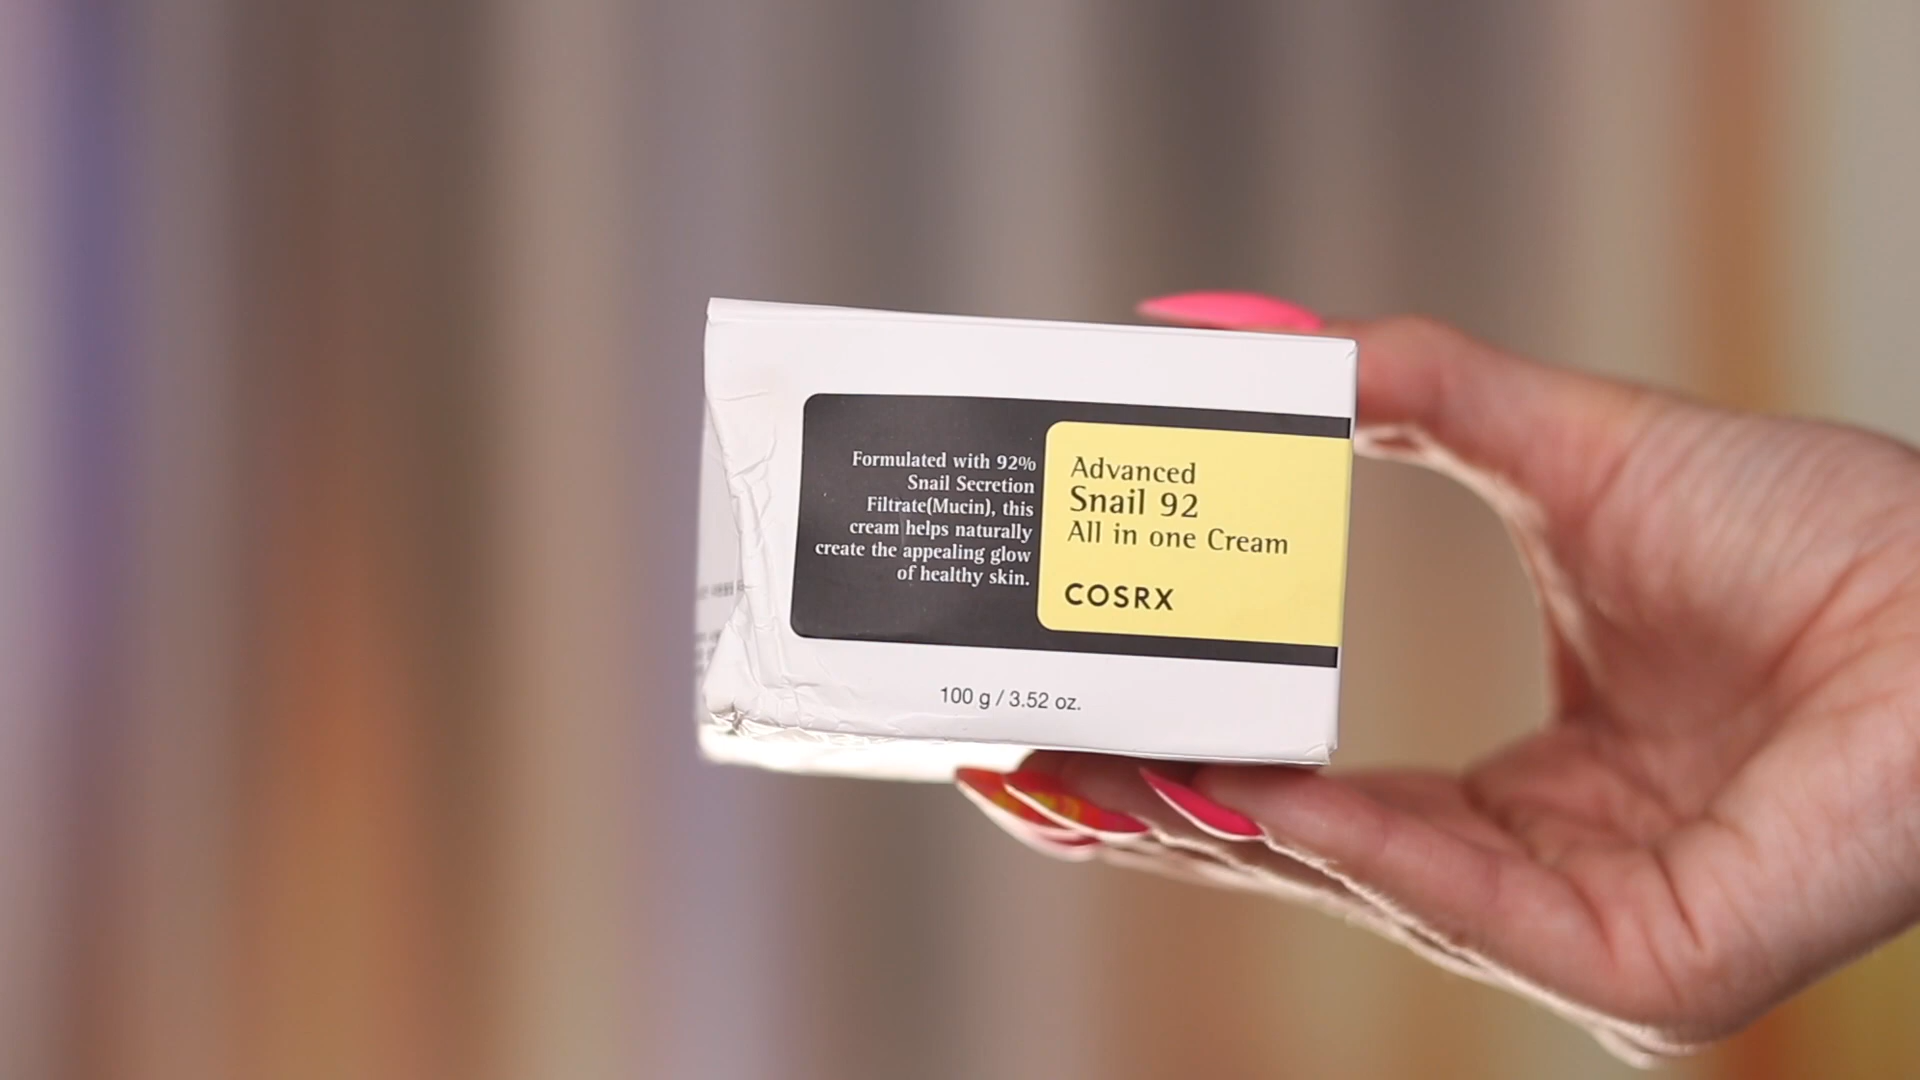 Formulated with 92%
Snail Secretion
Filtrate(Mucin), this
cream helps naturally
create the appealing glow
of healthy skin.
Advanced
Snail 92
All in one Cream
COSRX
100 g / 3.52 oz.